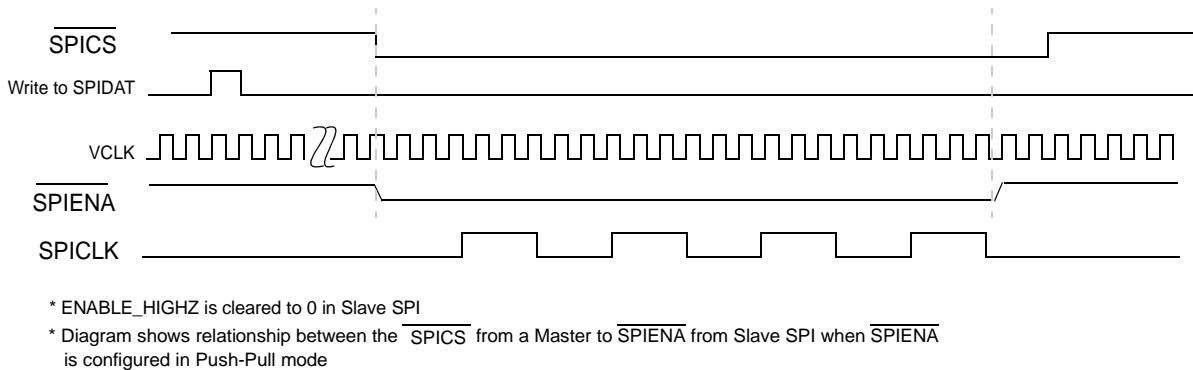 SPICS
Write to SPIDAT
VCLK
SPIENA
SPICLK
* ENABLE_HIGHZ is cleared to 0 in Slave SPI
* Diagram shows relationship between the SPICS from a Master to SPIENA from Slave SPI when SPIENA
is configured in Push-Pull mode